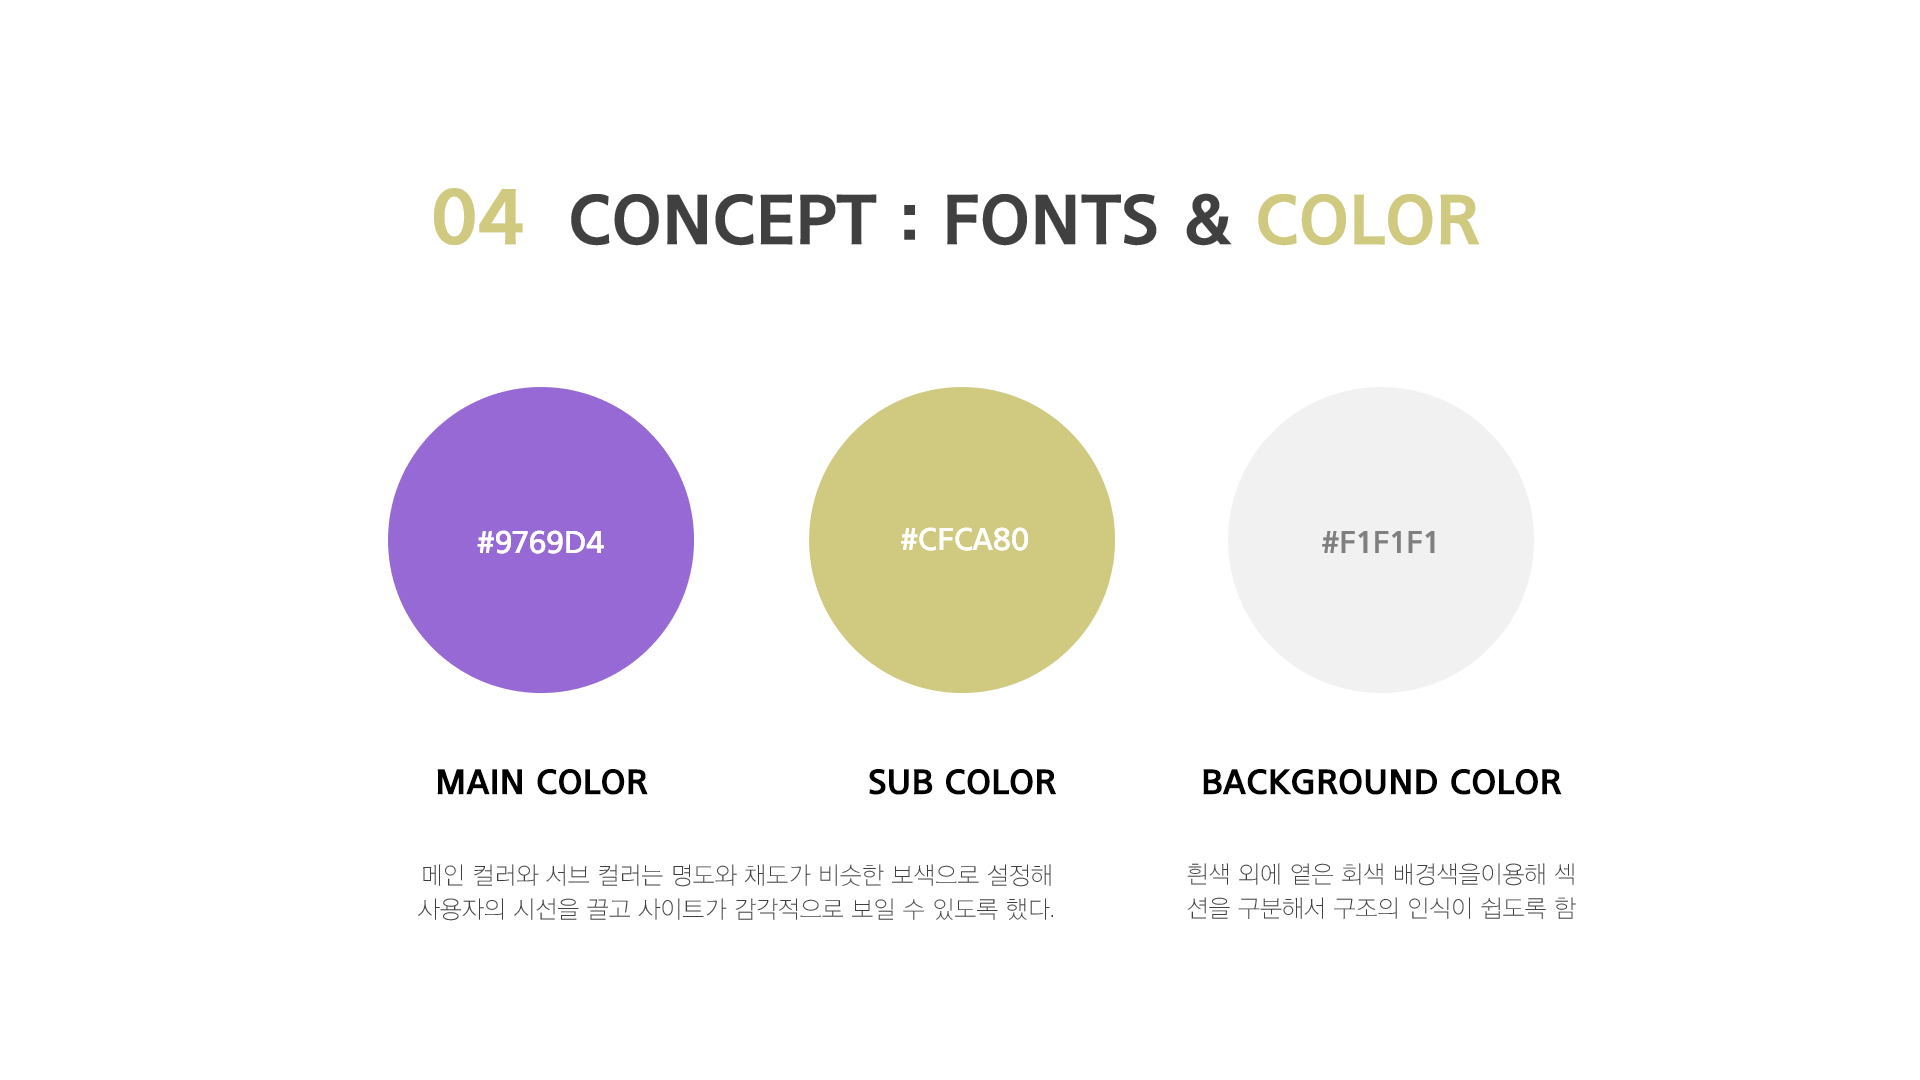 04 CONCEPT : FONTS & COLOR
#9769D4
#CFCA80
#F1F1F1
MAIN COLOR
SUB COLOR
BACKGROUND COLOR
메인 컬러와 서브 컬러는 명도와 채도가 비슷한 보색으로 설정해
사용자의 시선을 끌고 사이트가 감각적으로 보일 수 있도록 했다.
흰색 외에 옅은 회색 배경색을이용해 섹
션을 구분해서 구조의 인식이 쉽도록 함